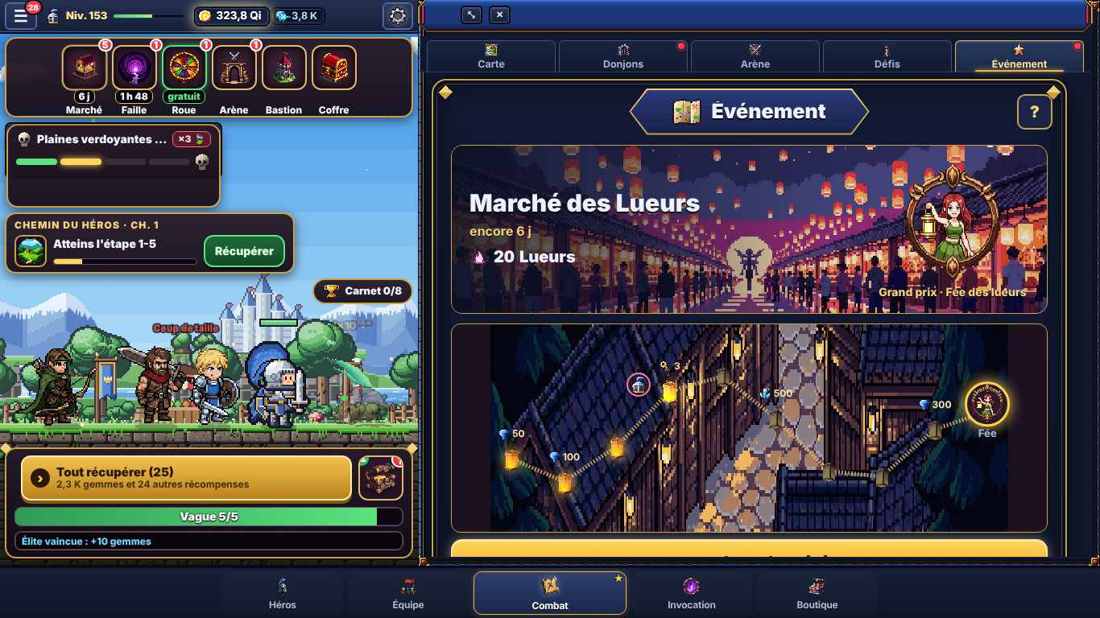 28
Niv. 153
323,8 Qi
3,8 K
5
1
1
1
6 j
1 h 48
gratuit
Marché
Faille
Roue
Arène
Bastion
Coffre
Plaines verdoyantes ...
×3
CHEMIN DU HÉROS · CH. 1
Atteins l'étape 1-5
Récupérer
Carnet 0/8
Coup de taille
Tout récupérer (25)
2,3 K gemmes et 24 autres récompenses
Vague 5/5
Élite vaincue : +10 gemmes
Carte
Donjons
Arène
Défis
Événement
Événement
?
Marché des Lueurs
encore 6 j
20 Lueurs
Grand prix · Fée des lueurs
50
100
3
500
300
Fée
Héros
Équipe
Combat
Invocation
Boutique